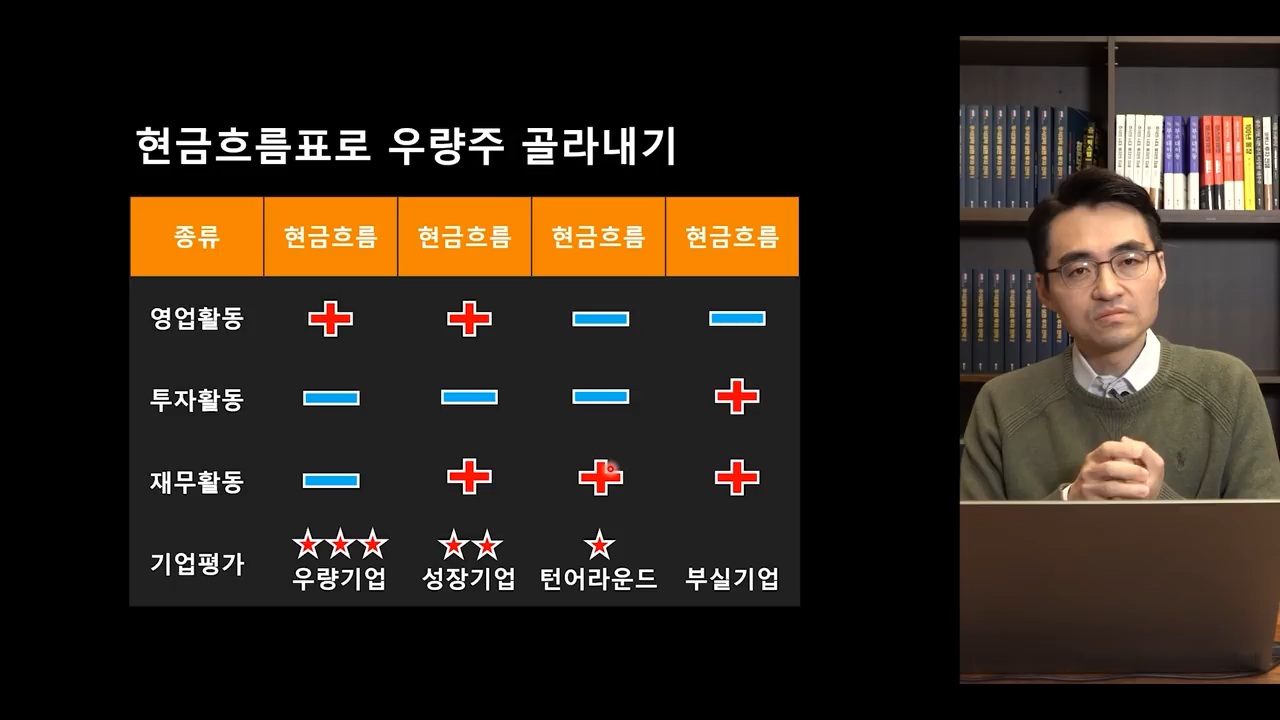 현금흐름표로 우량주 골라내기
종류 현금흐름 현금흐름 현금흐름 현금흐름
영업활동
투자활동
재무활동
기업평가
우량기업 성장기업 턴어라운드 부실기업